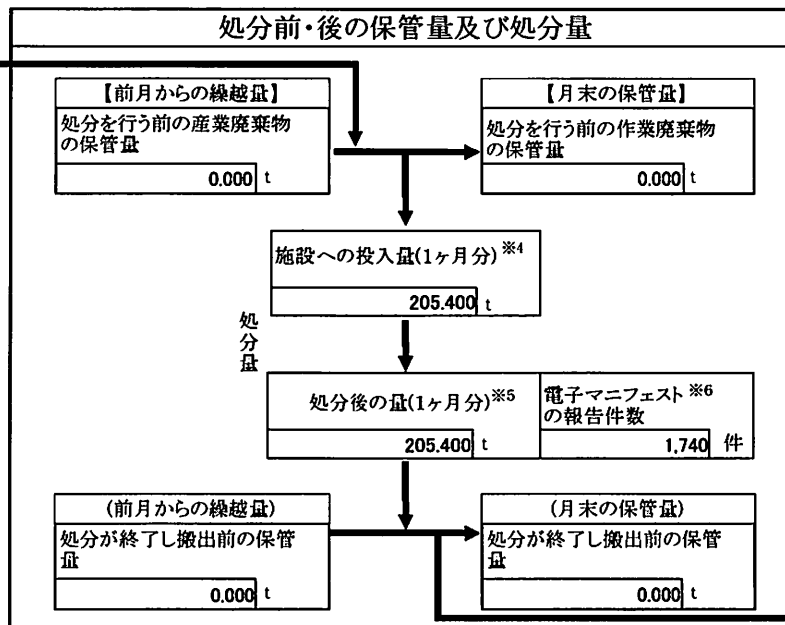 処分前・後の保管量及び処分量
【前月からの繰越量】
処分を行う前の産業廃棄物
の保管量
0.000 t
【月末の保管量】
処分を行う前の作業廃棄物
の保管量
0.000 t
施設への投入量(1ヶ月分)※4
205.400 t
処分量
処分後の量(1ヶ月分)※5
205.400 t
電子マニフェスト※6
の報告件数
1,740 件
(前月からの繰越量)
処分が終了し搬出前の保管
量
0.000 t
(月末の保管量)
処分が終了し搬出前の保管
量
0.000 t